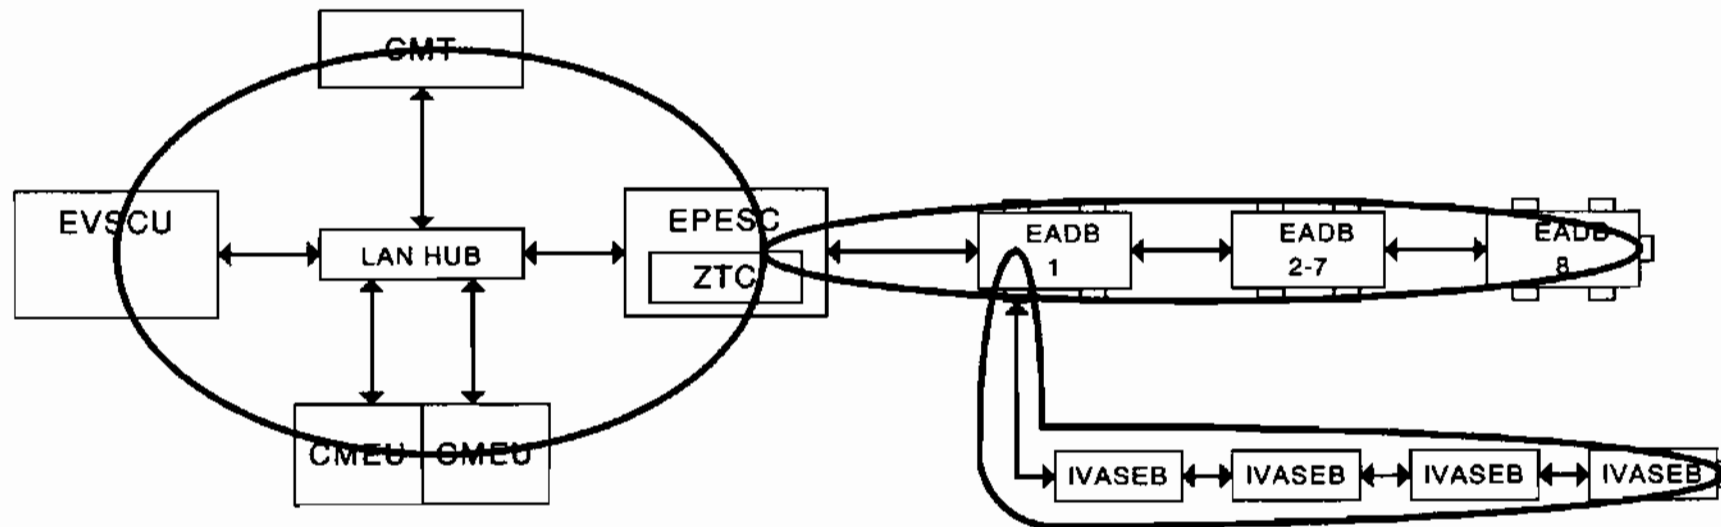 CMT
EVSCU
LAN HUB
EPESC
ZTC
EADB
1
EADB
2-7
EADB
8
CMEU
CMEU
IVASEB
IVASEB
IVASEB
IVASEB